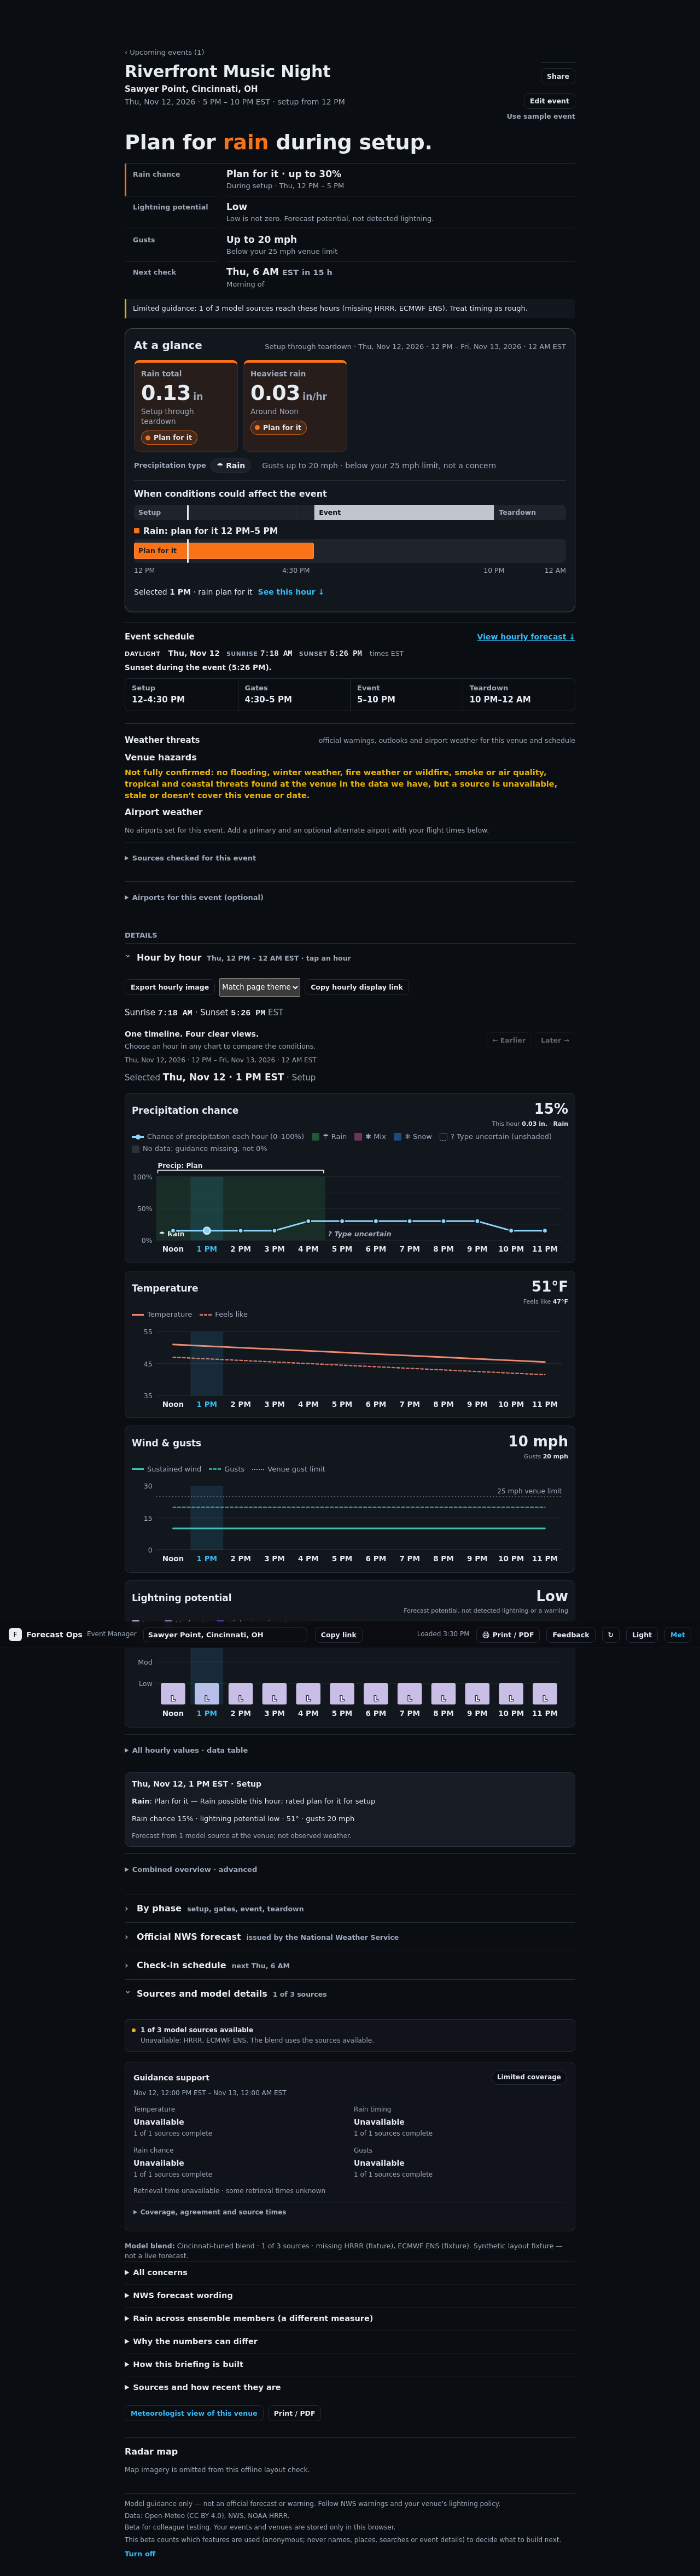 ‹ Upcoming events (1)
Riverfront Music Night
Sawyer Point, Cincinnati, OH
Thu, Nov 12, 2026 · 5 PM – 10 PM EST · setup from 12 PM
Share
Edit event
Use sample event
Plan for rain during setup.
Rain chance
Plan for it · up to 30%
During setup · Thu, 12 PM – 5 PM
Lightning potential
Low
Low is not zero. Forecast potential, not detected lightning.
Gusts
Up to 20 mph
Below your 25 mph venue limit
Next check
Thu, 6 AM EST in 15 h
Morning of
Limited guidance: 1 of 3 model sources reach these hours (missing HRRR, ECMWF ENS). Treat timing as rough.
At a glance
Setup through teardown · Thu, Nov 12, 2026 · 12 PM – Fri, Nov 13, 2026 · 12 AM EST
Rain total
0.13 in
Setup through
teardown
Plan for it
Heaviest rain
0.03 in/hr
Around Noon
Plan for it
Precipitation type ☂ Rain Gusts up to 20 mph · below your 25 mph limit, not a concern
When conditions could affect the event
Setup Event Teardown
Rain: plan for it 12 PM–5 PM
Plan for it
12 PM 4:30 PM 10 PM 12 AM
Selected 1 PM · rain plan for it See this hour ↓
Event schedule
View hourly forecast ↓
DAYLIGHT Thu, Nov 12 SUNRISE 7:18 AM SUNSET 5:26 PM times EST
Sunset during the event (5:26 PM).
Setup
12–4:30 PM
Gates
4:30–5 PM
Event
5–10 PM
Teardown
10 PM–12 AM
Weather threats
official warnings, outlooks and airport weather for this venue and schedule
Venue hazards
Not fully confirmed: no flooding, winter weather, fire weather or wildfire, smoke or air quality,
tropical and coastal threats found at the venue in the data we have, but a source is unavailable,
stale or doesn't cover this venue or date.
Airport weather
No airports set for this event. Add a primary and an optional alternate airport with your flight times below.
▸ Sources checked for this event
▸ Airports for this event (optional)
DETAILS
Hour by hour Thu, 12 PM – 12 AM EST · tap an hour
Export hourly image Match page theme Copy hourly display link
Sunrise 7:18 AM · Sunset 5:26 PM EST
One timeline. Four clear views.
Choose an hour in any chart to compare the conditions.
← Earlier Later →
Thu, Nov 12, 2026 · 12 PM – Fri, Nov 13, 2026 · 12 AM EST
Selected Thu, Nov 12 · 1 PM EST · Setup
Precipitation chance
15%
This hour 0.03 in. · Rain
Chance of precipitation each hour (0–100%) ☂ Rain ✱ Mix ❄ Snow ? Type uncertain (unshaded)
No data: guidance missing, not 0%
Precip: Plan
100%
50%
0%
☂ Rain
? Type uncertain
Noon 1 PM 2 PM 3 PM 4 PM 5 PM 6 PM 7 PM 8 PM 9 PM 10 PM 11 PM
Temperature
51°F
Feels like 47°F
Temperature Feels like
55
45
35
Noon 1 PM 2 PM 3 PM 4 PM 5 PM 6 PM 7 PM 8 PM 9 PM 10 PM 11 PM
Wind & gusts
10 mph
Gusts 20 mph
Sustained wind Gusts Venue gust limit
30
25 mph venue limit
15
0
Noon 1 PM 2 PM 3 PM 4 PM 5 PM 6 PM 7 PM 8 PM 9 PM 10 PM 11 PM
Lightning potential
Low
Forecast potential, not detected lightning or a warning
F Forecast Ops Event Manager Sawyer Point, Cincinnati, OH Copy link Loaded 3:30 PM Print / PDF Feedback ↻ Light Met
Mod
Low
L L L L L L L L L L L L
Noon 1 PM 2 PM 3 PM 4 PM 5 PM 6 PM 7 PM 8 PM 9 PM 10 PM 11 PM
▸ All hourly values · data table
Thu, Nov 12, 1 PM EST · Setup
Rain: Plan for it — Rain possible this hour; rated plan for it for setup
Rain chance 15% · lightning potential low · 51° · gusts 20 mph
Forecast from 1 model source at the venue; not observed weather.
▸ Combined overview · advanced
› By phase setup, gates, event, teardown
› Official NWS forecast issued by the National Weather Service
› Check-in schedule next Thu, 6 AM
Sources and model details 1 of 3 sources
1 of 3 model sources available
Unavailable: HRRR, ECMWF ENS. The blend uses the sources available.
Guidance support
Limited coverage
Nov 12, 12:00 PM EST – Nov 13, 12:00 AM EST
Temperature
Unavailable
1 of 1 sources complete
Rain timing
Unavailable
1 of 1 sources complete
Rain chance
Unavailable
1 of 1 sources complete
Gusts
Unavailable
1 of 1 sources complete
Retrieval time unavailable · some retrieval times unknown
▸ Coverage, agreement and source times
Model blend: Cincinnati-tuned blend · 1 of 3 sources · missing HRRR (fixture), ECMWF ENS (fixture). Synthetic layout fixture —
not a live forecast.
▸ All concerns
▸ NWS forecast wording
▸ Rain across ensemble members (a different measure)
▸ Why the numbers can differ
▸ How this briefing is built
▸ Sources and how recent they are
Meteorologist view of this venue Print / PDF
Radar map
Map imagery is omitted from this offline layout check.
Model guidance only — not an official forecast or warning. Follow NWS warnings and your venue's lightning policy.
Data: Open-Meteo (CC BY 4.0), NWS, NOAA HRRR.
Beta for colleague testing. Your events and venues are stored only in this browser.
This beta counts which features are used (anonymous; never names, places, searches or event details) to decide what to build next.
Turn off